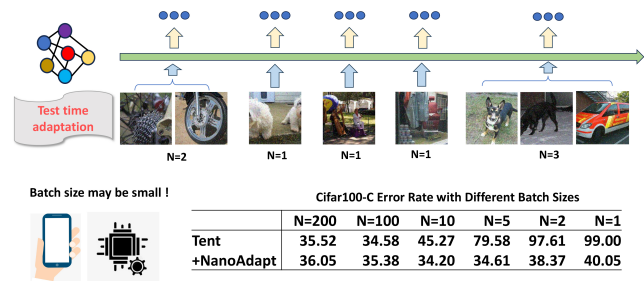 Test time
adaptation
N=2
N=1
N=1
N=1
N=3
Batch size may be small !
Cifar100-C Error Rate with Different Batch Sizes
N=200 N=100 N=10 N=5 N=2 N=1
Tent 35.52 34.58 45.27 79.58 97.61 99.00
+NanoAdapt 36.05 35.38 34.20 34.61 38.37 40.05